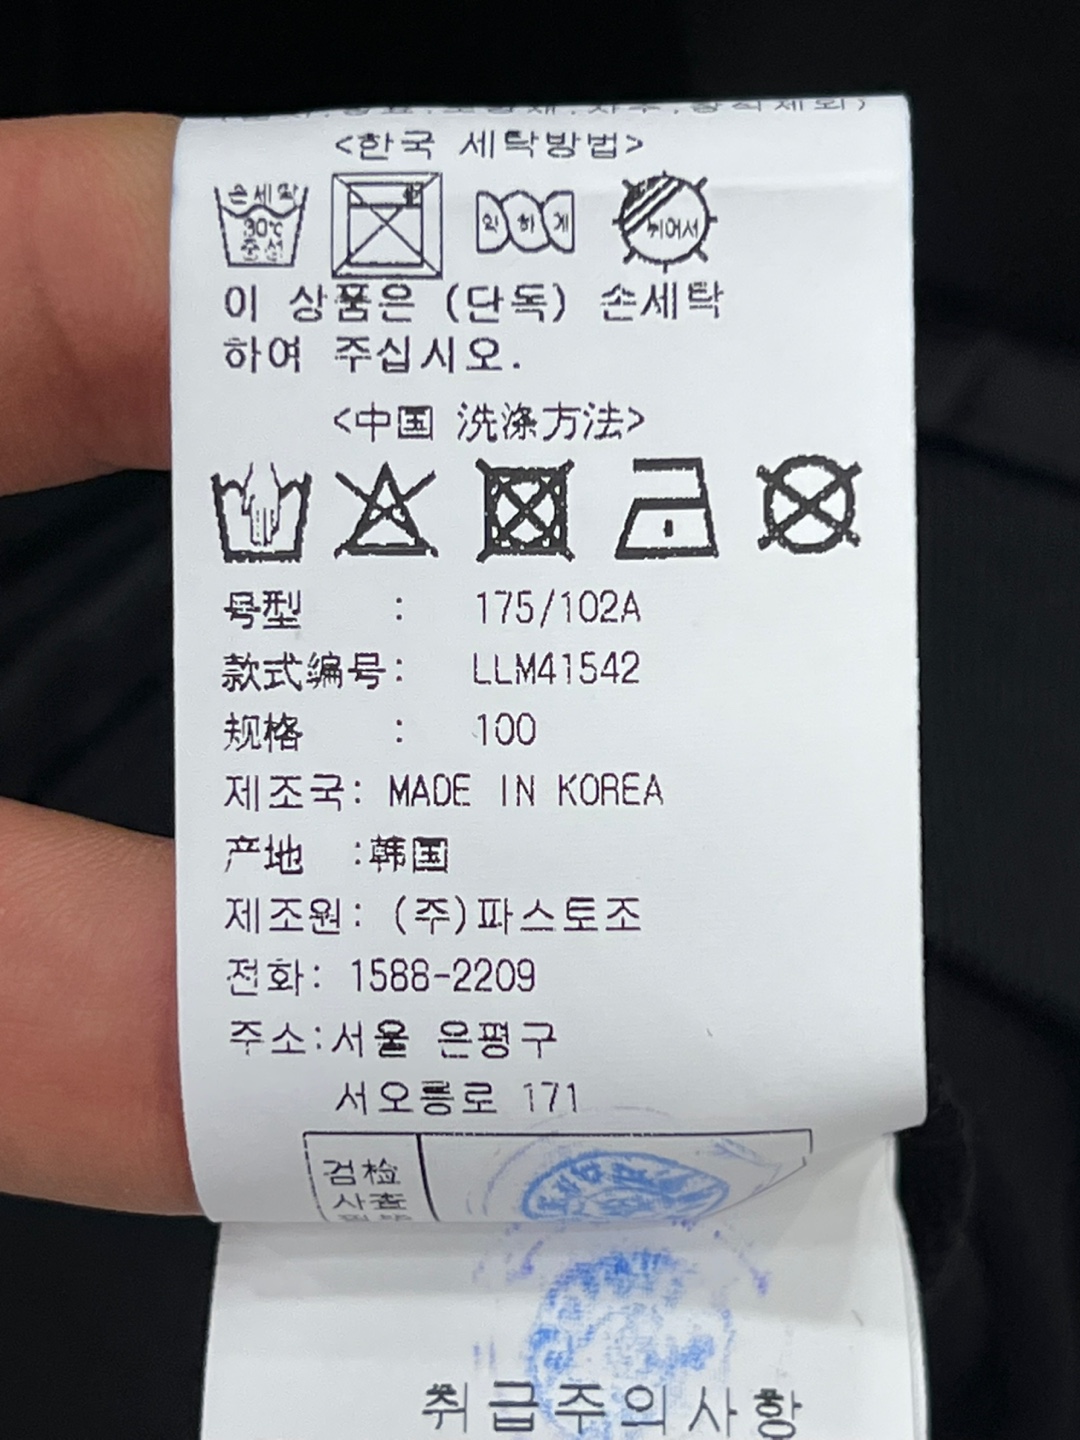 <한국 세탁방법>
손세탁
30℃
중성
약하게
뉘어서
이 상품은 (단독) 손세탁
하여 주십시오.
<中国 洗涤方法>
号型 : 175/102A
款式编号: LLM41542
规格 : 100
제조국: MADE IN KOREA
产地 :韩国
제조원: (주)파스토조
전화: 1588-2209
주소:서울 은평구
서오릉로 171
검检
사查
취급주의사항